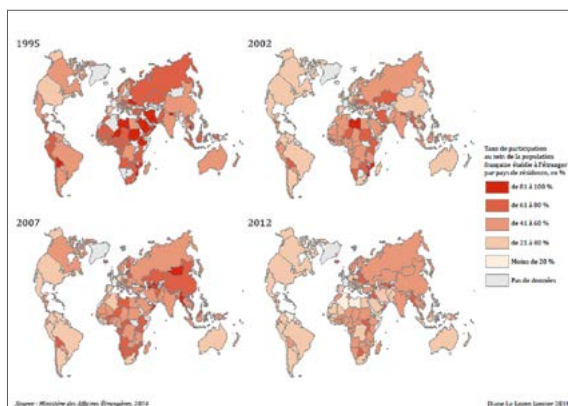 1995
2002
Taux de participation
au sein de la population
française établie à l'étranger
par pays de résidence, en %
de 81 à 100 %
de 61 à 80 %
de 41 à 60 %
de 21 à 40 %
Moins de 20 %
Pas de données
2007
2012
Source : Ministère des Affaires Étrangères, 2014
Janvier 2016